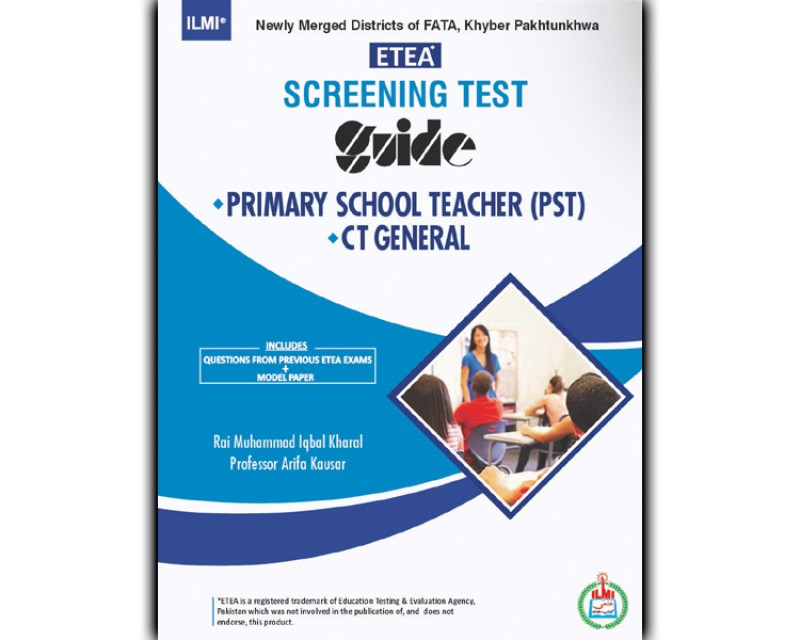 ILMI®
Newly Merged Districts of FATA, Khyber Pakhtunkhwa
ETEA*
SCREENING TEST
guide
PRIMARY SCHOOL TEACHER (PST)
CT GENERAL
INCLUDES
QUESTIONS FROM PREVIOUS ETEA EXAMS
+
MODEL PAPER
Rai Muhammad Iqbal Kharal
Professor Arifa Kausar
*ETEA is a registered trademark of Education Testing & Evaluation Agency,
Pakistan which was not involved in the publication of, and does not
endorse, this product.
ILMI
علمی